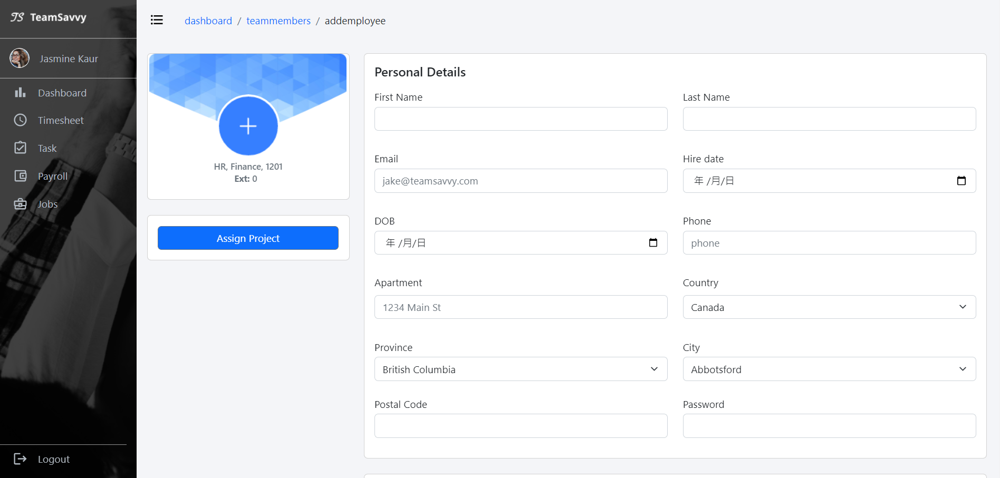 TS TeamSavvy
Jasmine Kaur
Dashboard
Timesheet
Task
Payroll
Jobs
Logout
dashboard / teammembers / addemployee
HR, Finance, 1201
Ext: 0
Assign Project
Personal Details
First Name
Last Name
Email
Hire date
jake@teamsavvy.com
年 /月/日
DOB
Phone
年 /月/日
phone
Apartment
Country
1234 Main St
Canada
Province
City
British Columbia
Abbotsford
Postal Code
Password